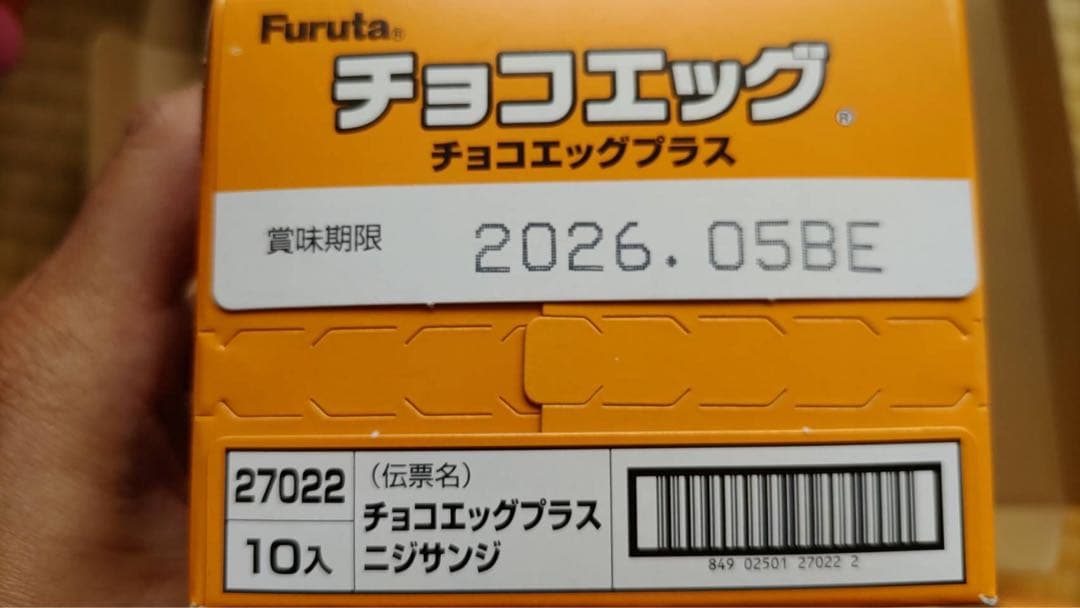 Furuta®
チョコエッグ®
チョコエッグプラス
賞味期限 2026.05BE
27022
10入
(伝票名)
チョコエッグプラス
ニジサンジ
849 02501 27022 2